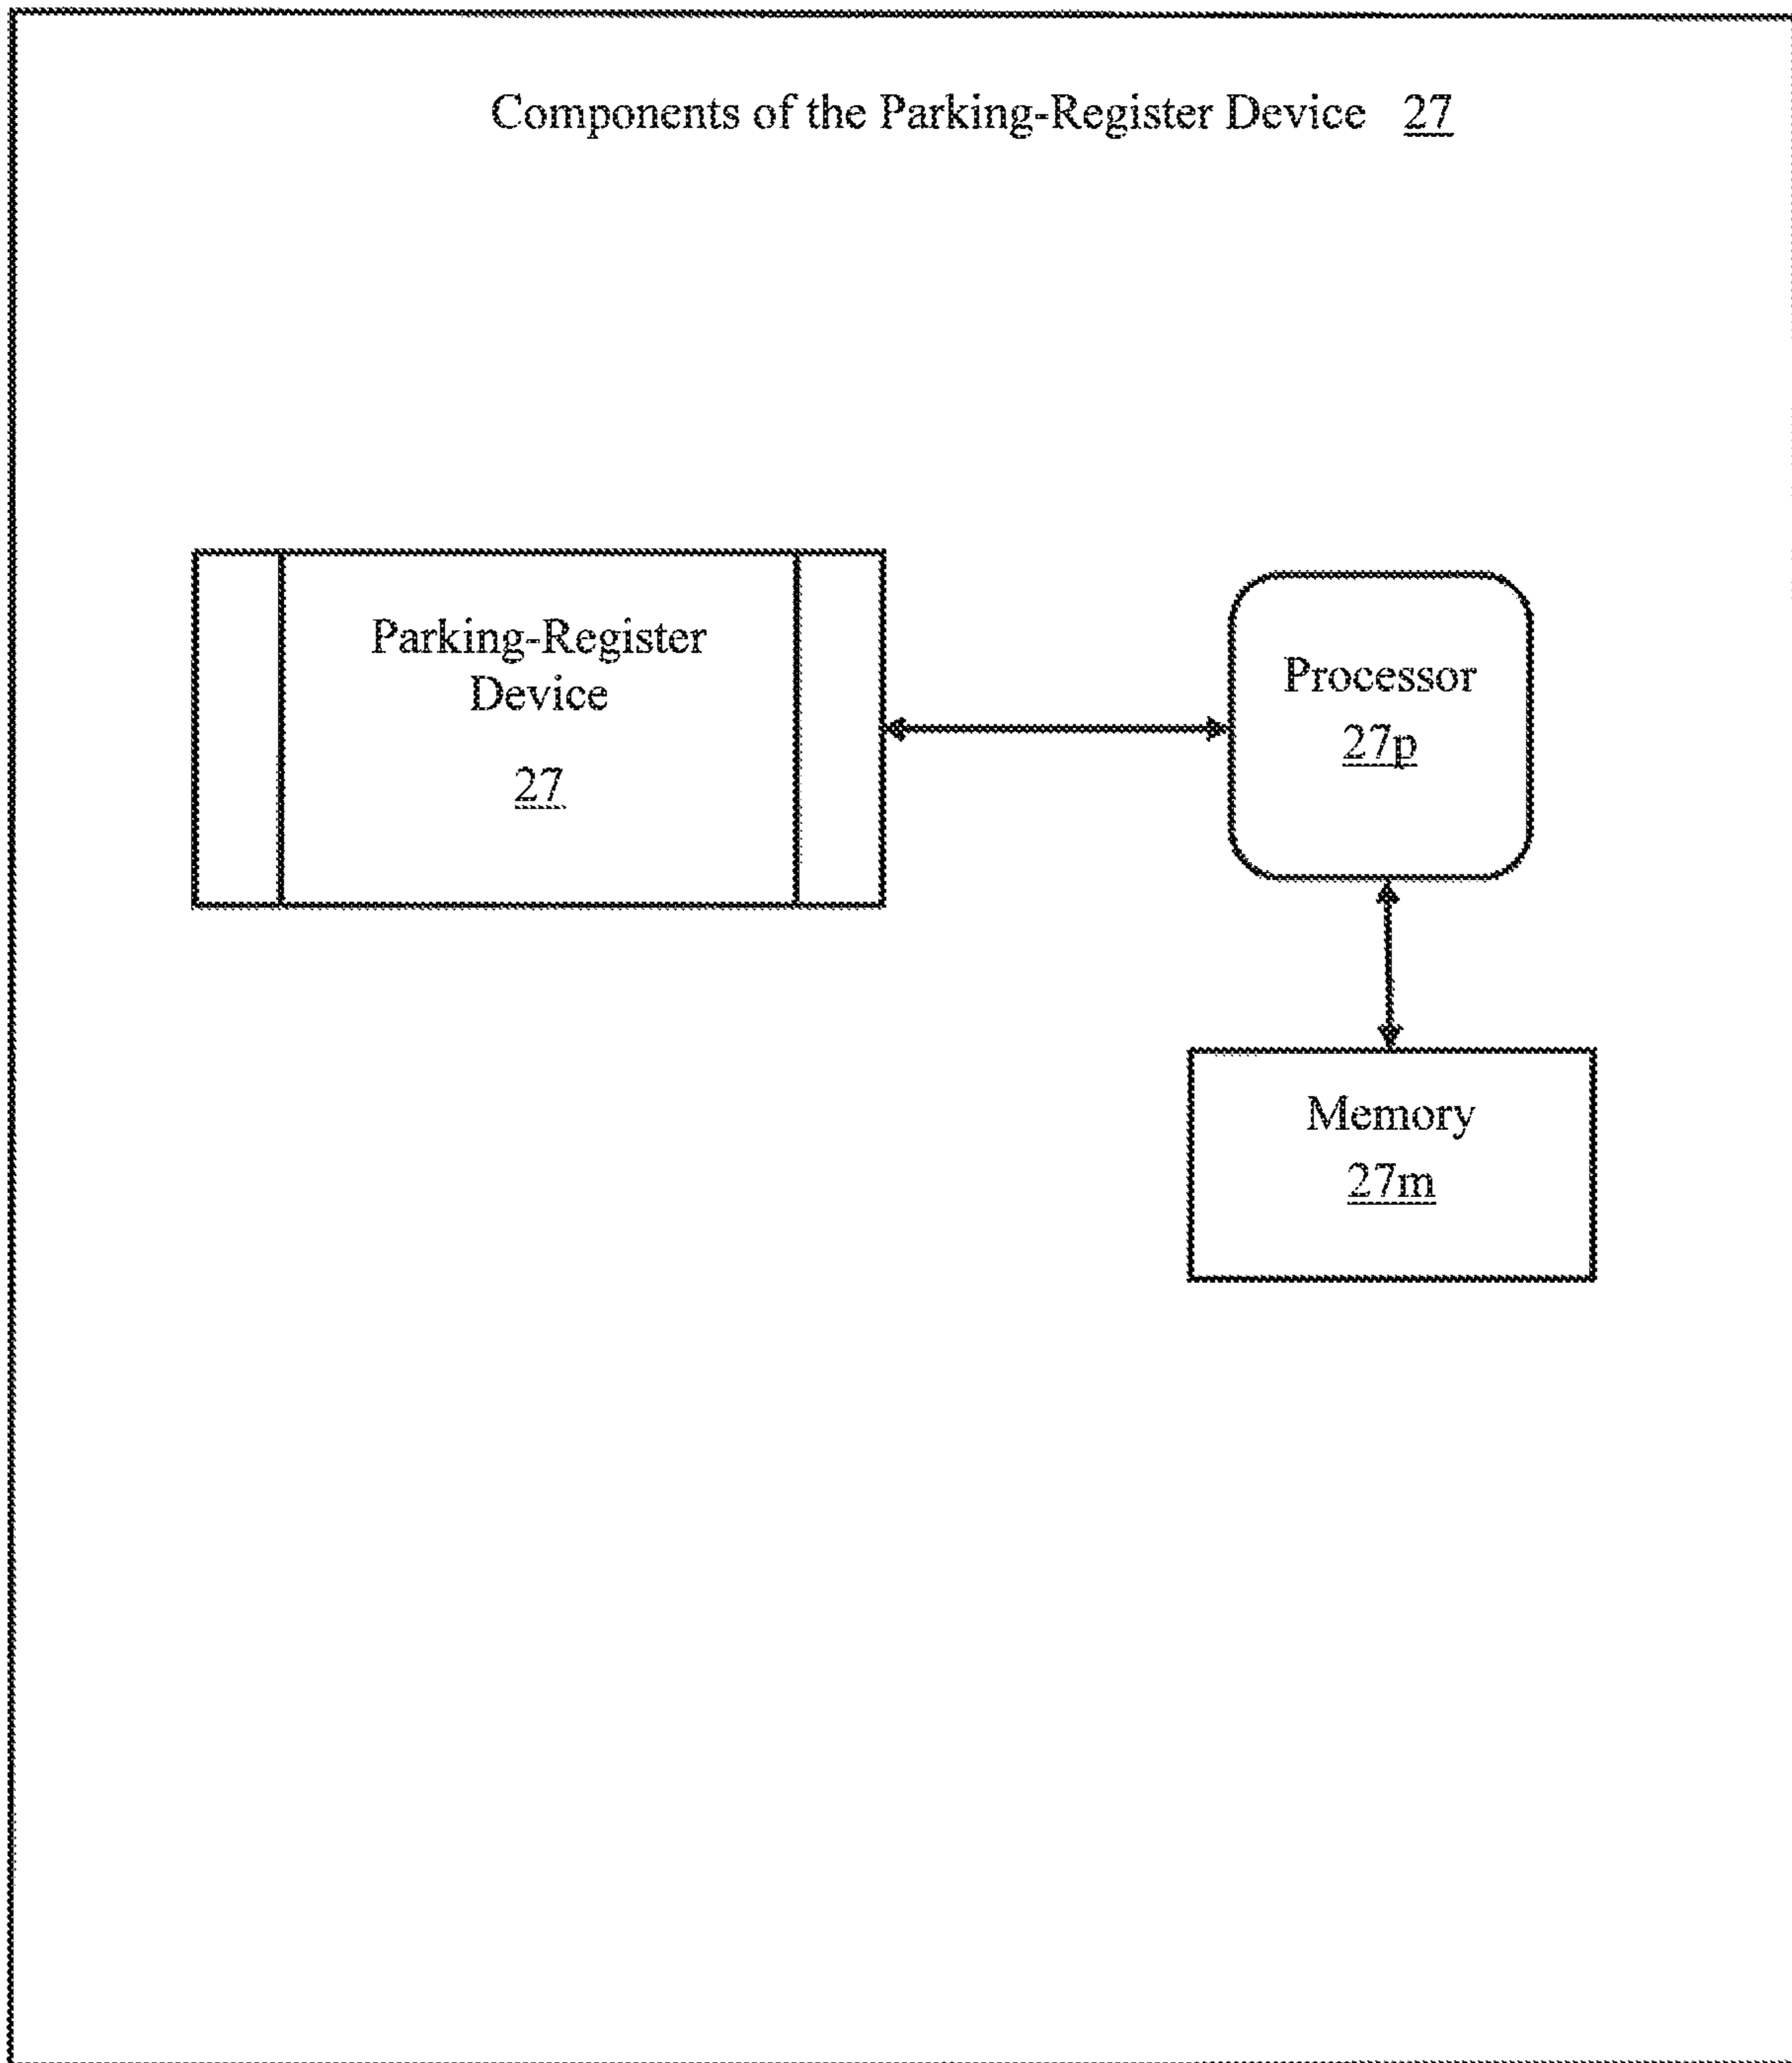 Components of the Parking-Register Device 27
Parking-Register
Device
27
Processor
27p
Memory
27m